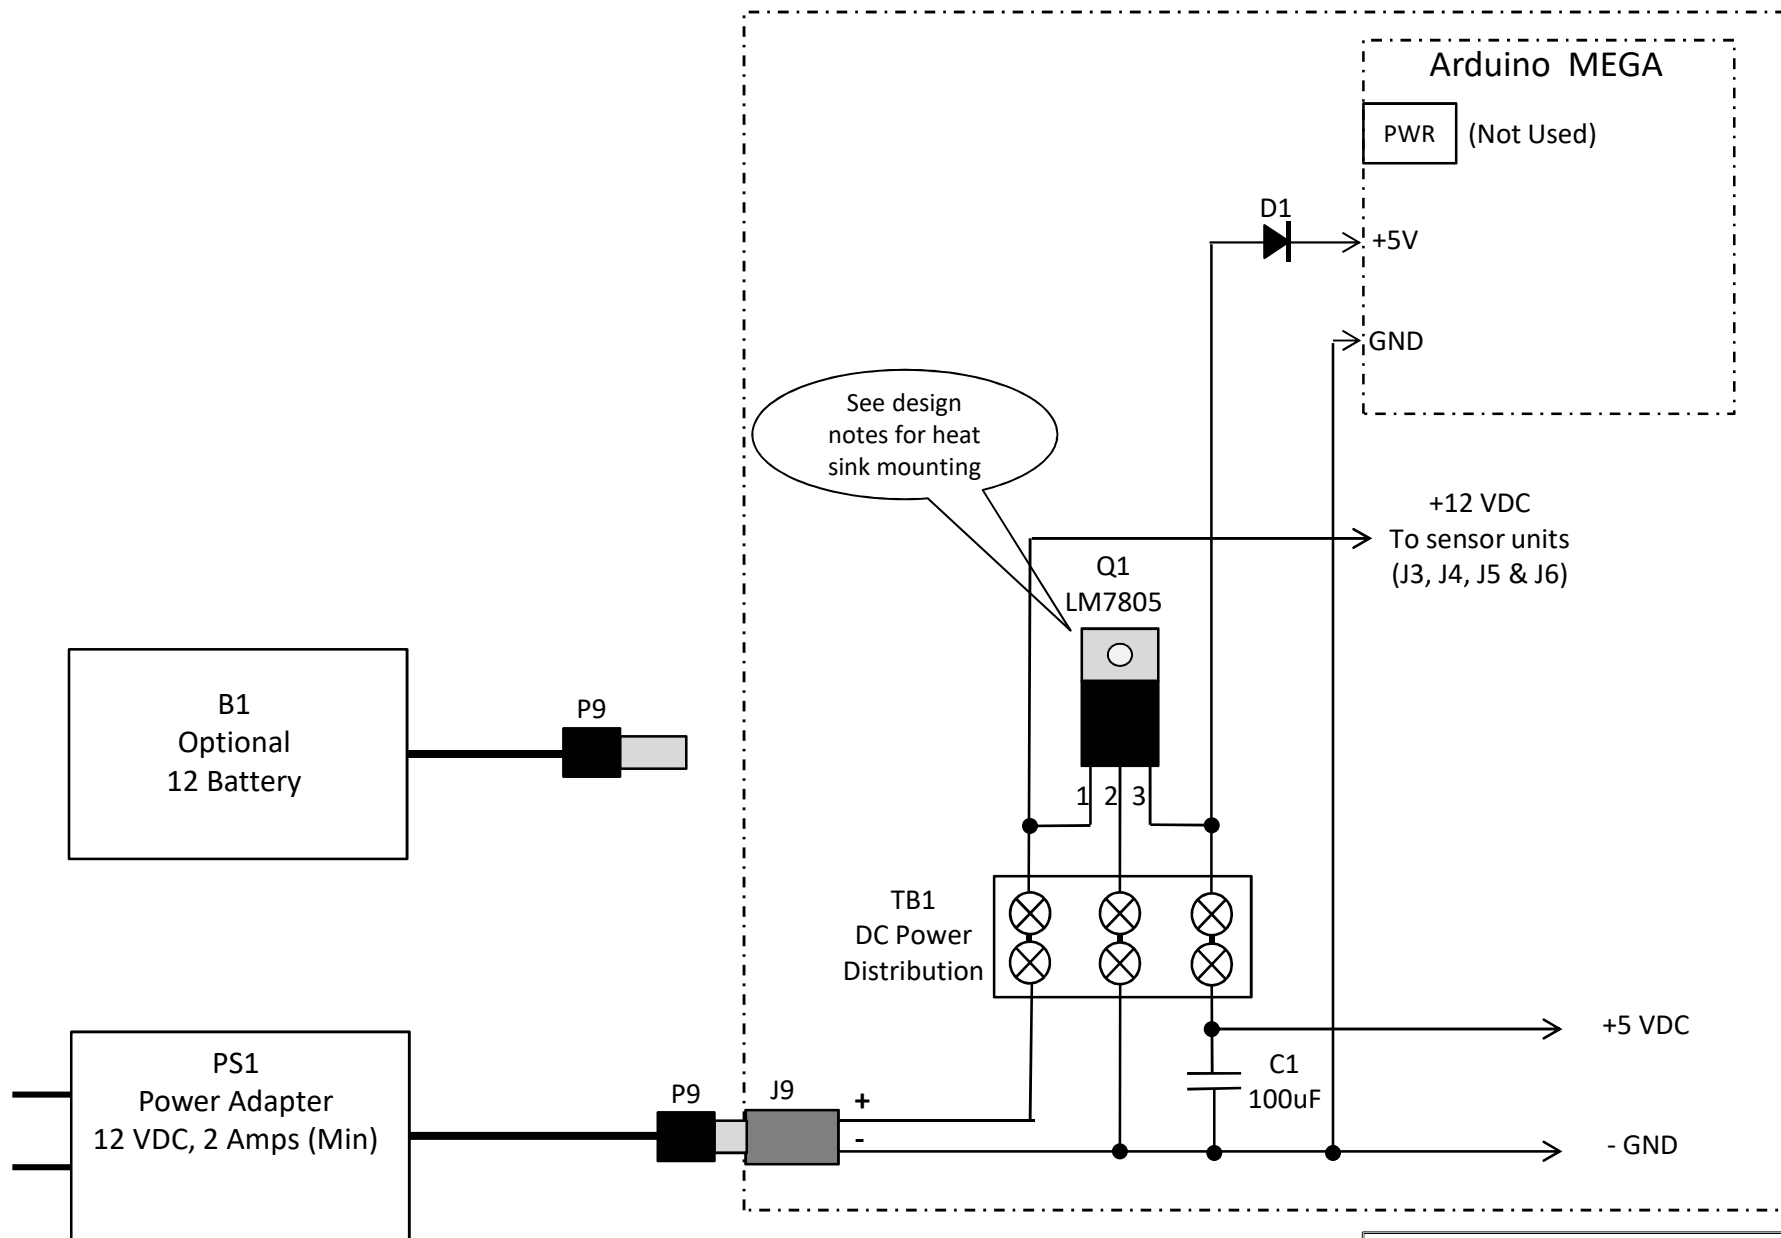 Arduino  MEGA
PWR
(Not Used)
D1
+5V
GND
See design
notes for heat
sink mounting
+12 VDC
To sensor units
(J3, J4, J5 & J6)
Q1
LM7805
B1
Optional
12 Battery
P9
1 2 3
TB1
DC Power
Distribution
+5 VDC
PS1
Power Adapter
12 VDC, 2 Amps (Min)
P9
J9
+
-
C1
100uF
- GND